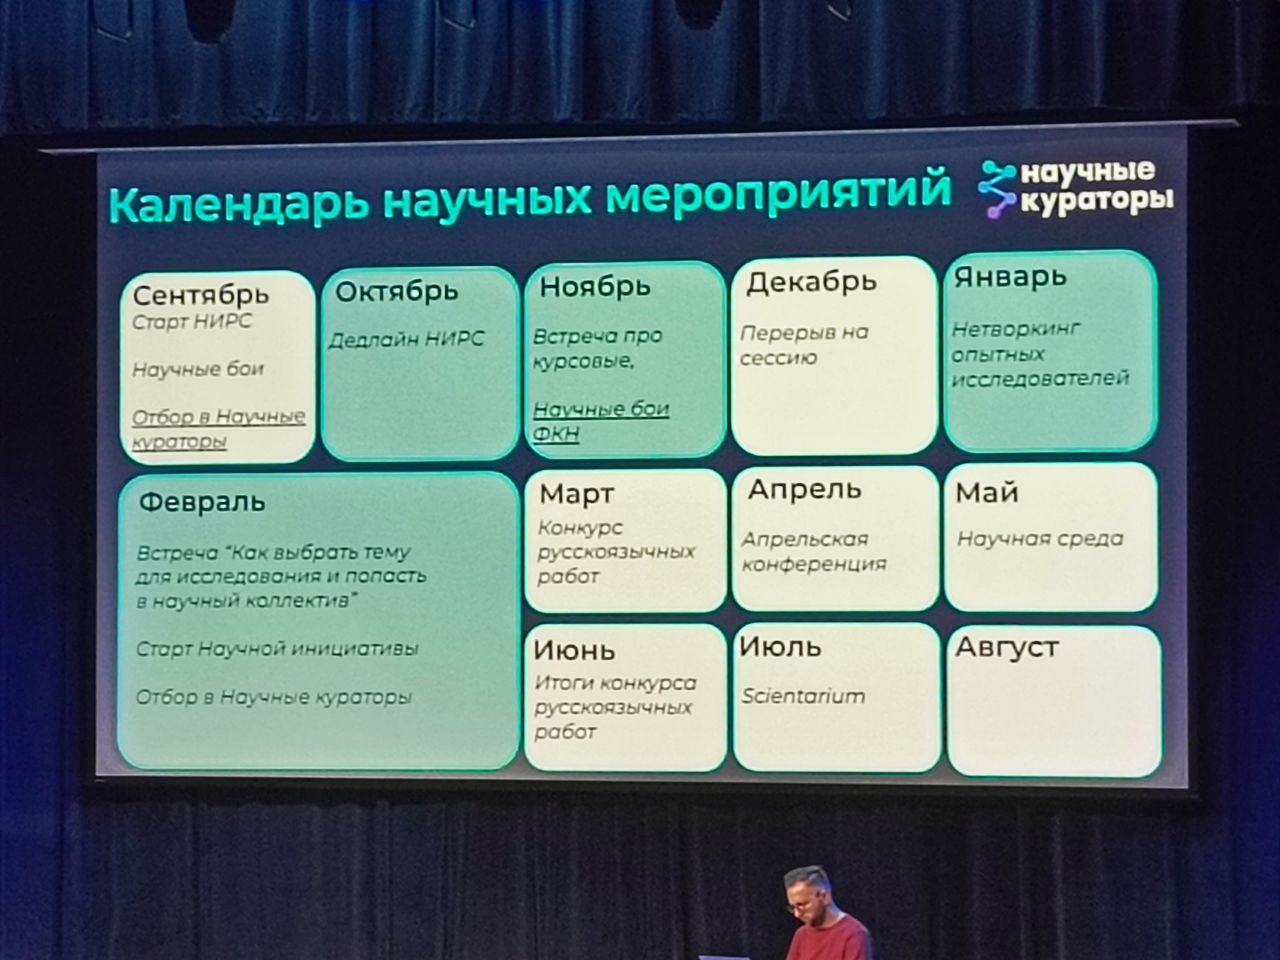 Календарь научных мероприятий
научные
кураторы
Сентябрь
Старт НИРС
Научные бои
Отбор в Научные
кураторы
Октябрь
Дедлайн НИРС
Ноябрь
Встреча про
курсовые,
Научные бои
ФКН
Декабрь
Перерыв на
сессию
Январь
Нетворкинг
опытных
исследователей
Февраль
Встреча "Как выбрать тему
для исследования и попасть
в научный коллектив"
Старт Научной инициативы
Отбор в Научные кураторы
Март
Конкурс
русскоязычных
работ
Апрель
Апрельская
конференция
Май
Научная среда
Июнь
Итоги конкурса
русскоязычных
работ
Июль
Scientarium
Август